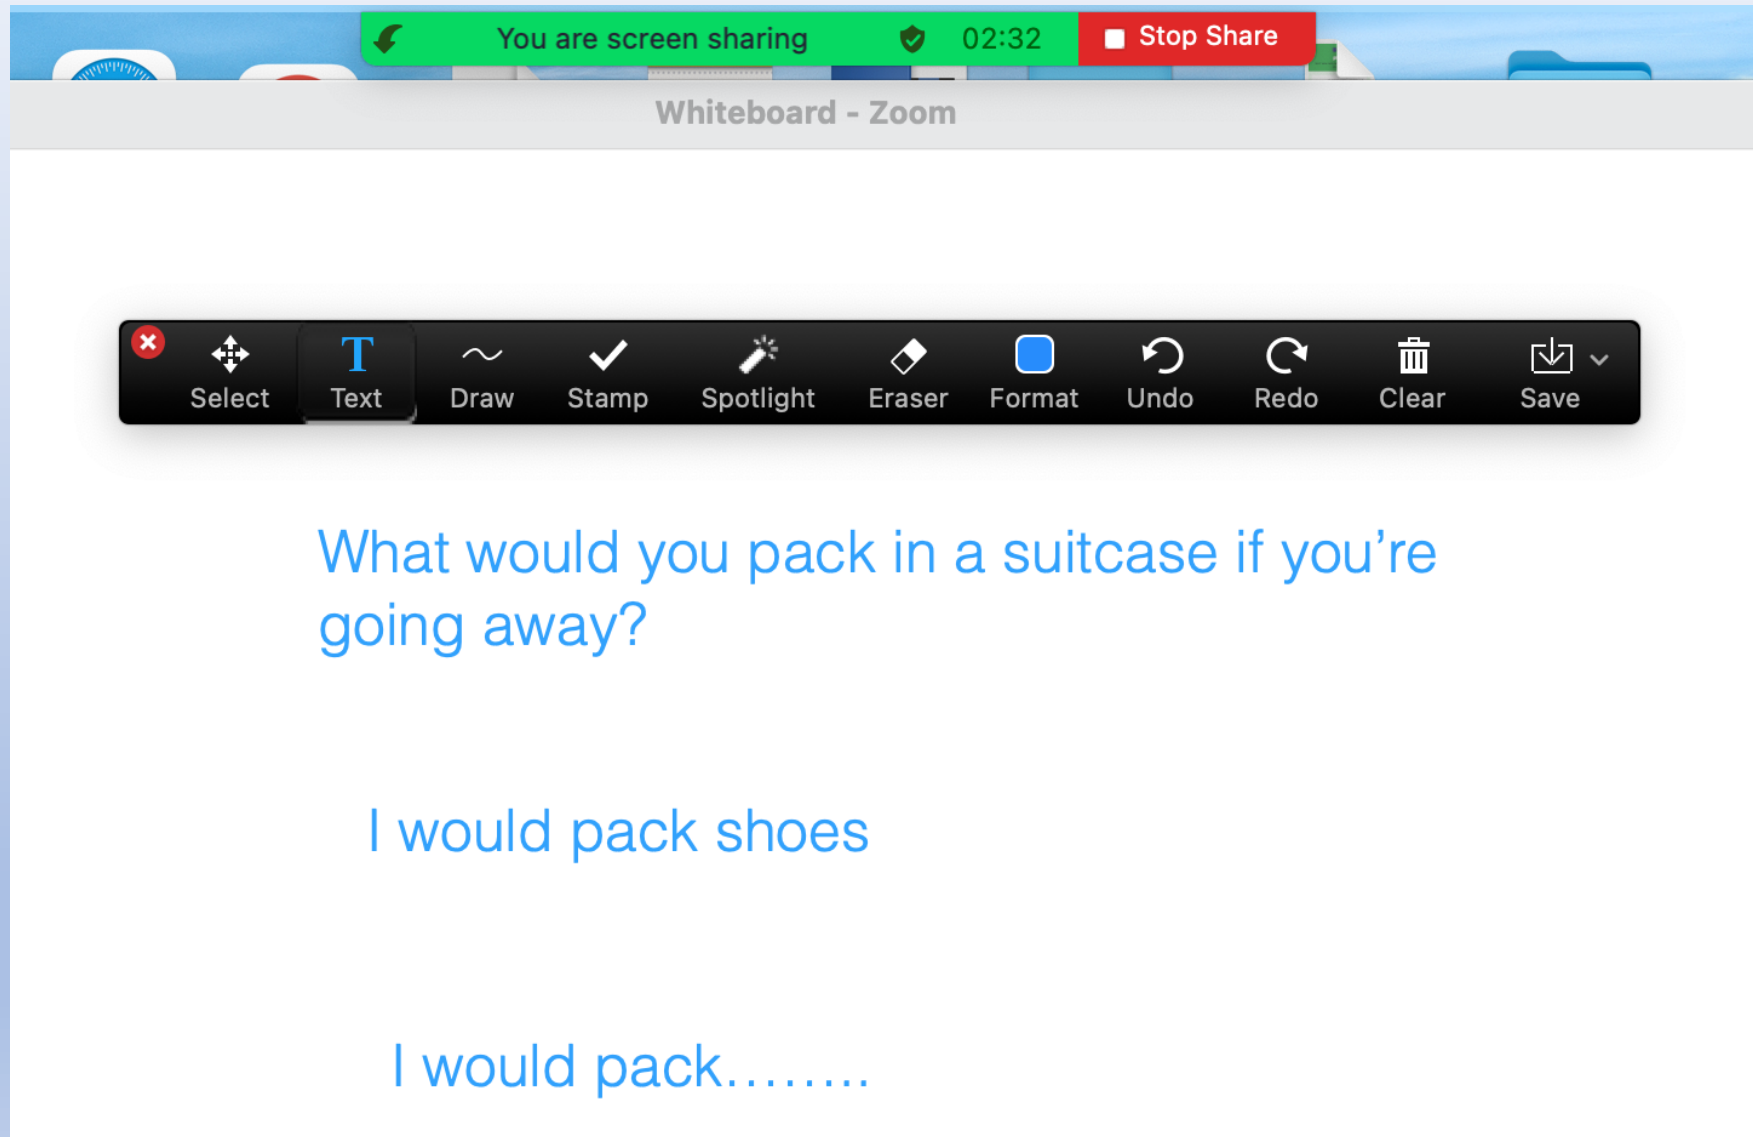 You are screen sharing 02:32 Stop Share
Whiteboard - Zoom
Select Text Draw Stamp Spotlight Eraser Format Undo Redo Clear Save
What would you pack in a suitcase if you’re
going away?
I would pack shoes
I would pack........